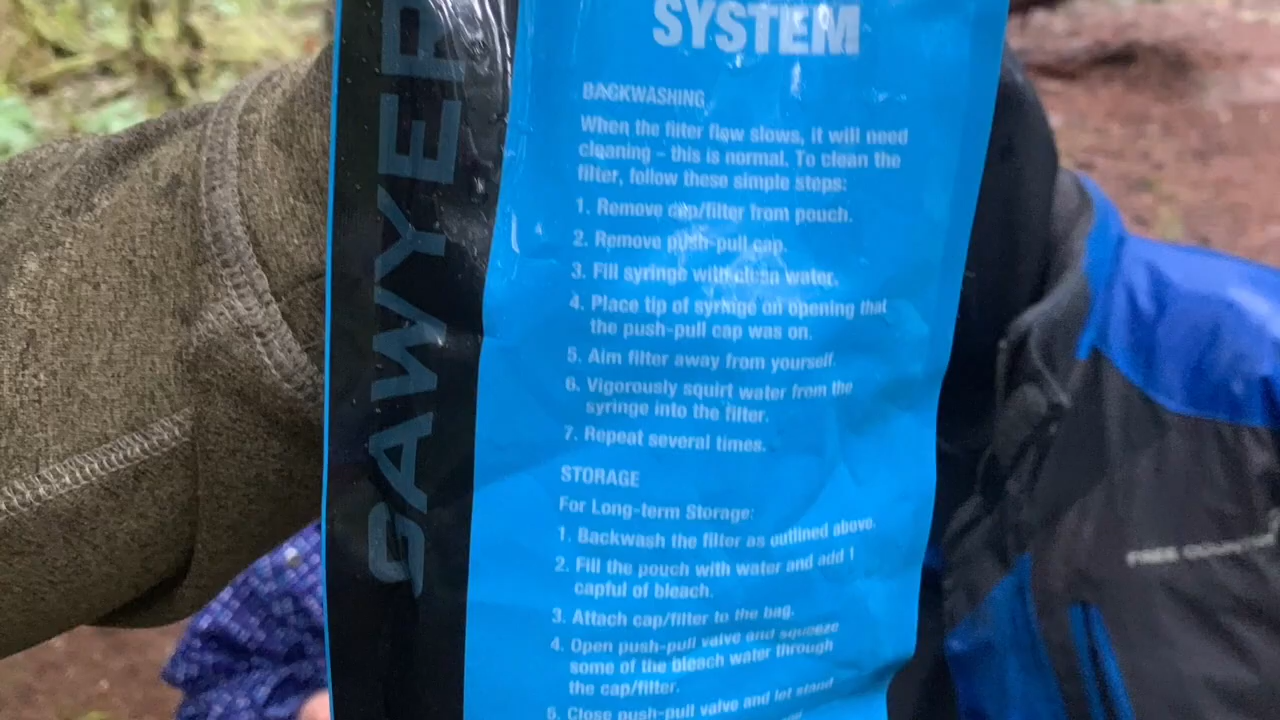 SAWYER
SYSTEM
BACKWASHING
When the filter flow slows, it will need
cleaning – this is normal. To clean the
filter, follow these simple steps:
1. Remove cap/filter from pouch.
2. Remove push-pull cap.
3. Fill syringe with clean water.
4. Place tip of syringe on opening that
the push-pull cap was on.
5. Aim filter away from yourself.
6. Vigorously squirt water from the
syringe into the filter.
7. Repeat several times.
STORAGE
For Long-term Storage:
1. Backwash the filter as outlined above.
2. Fill the pouch with water and add 1
capful of bleach.
3. Attach cap/filter to the bag.
4. Open push-pull valve and squeeze
some of the bleach water through
the cap/filter.
5. Close push-pull valve and let stand
FREE COUNTRY